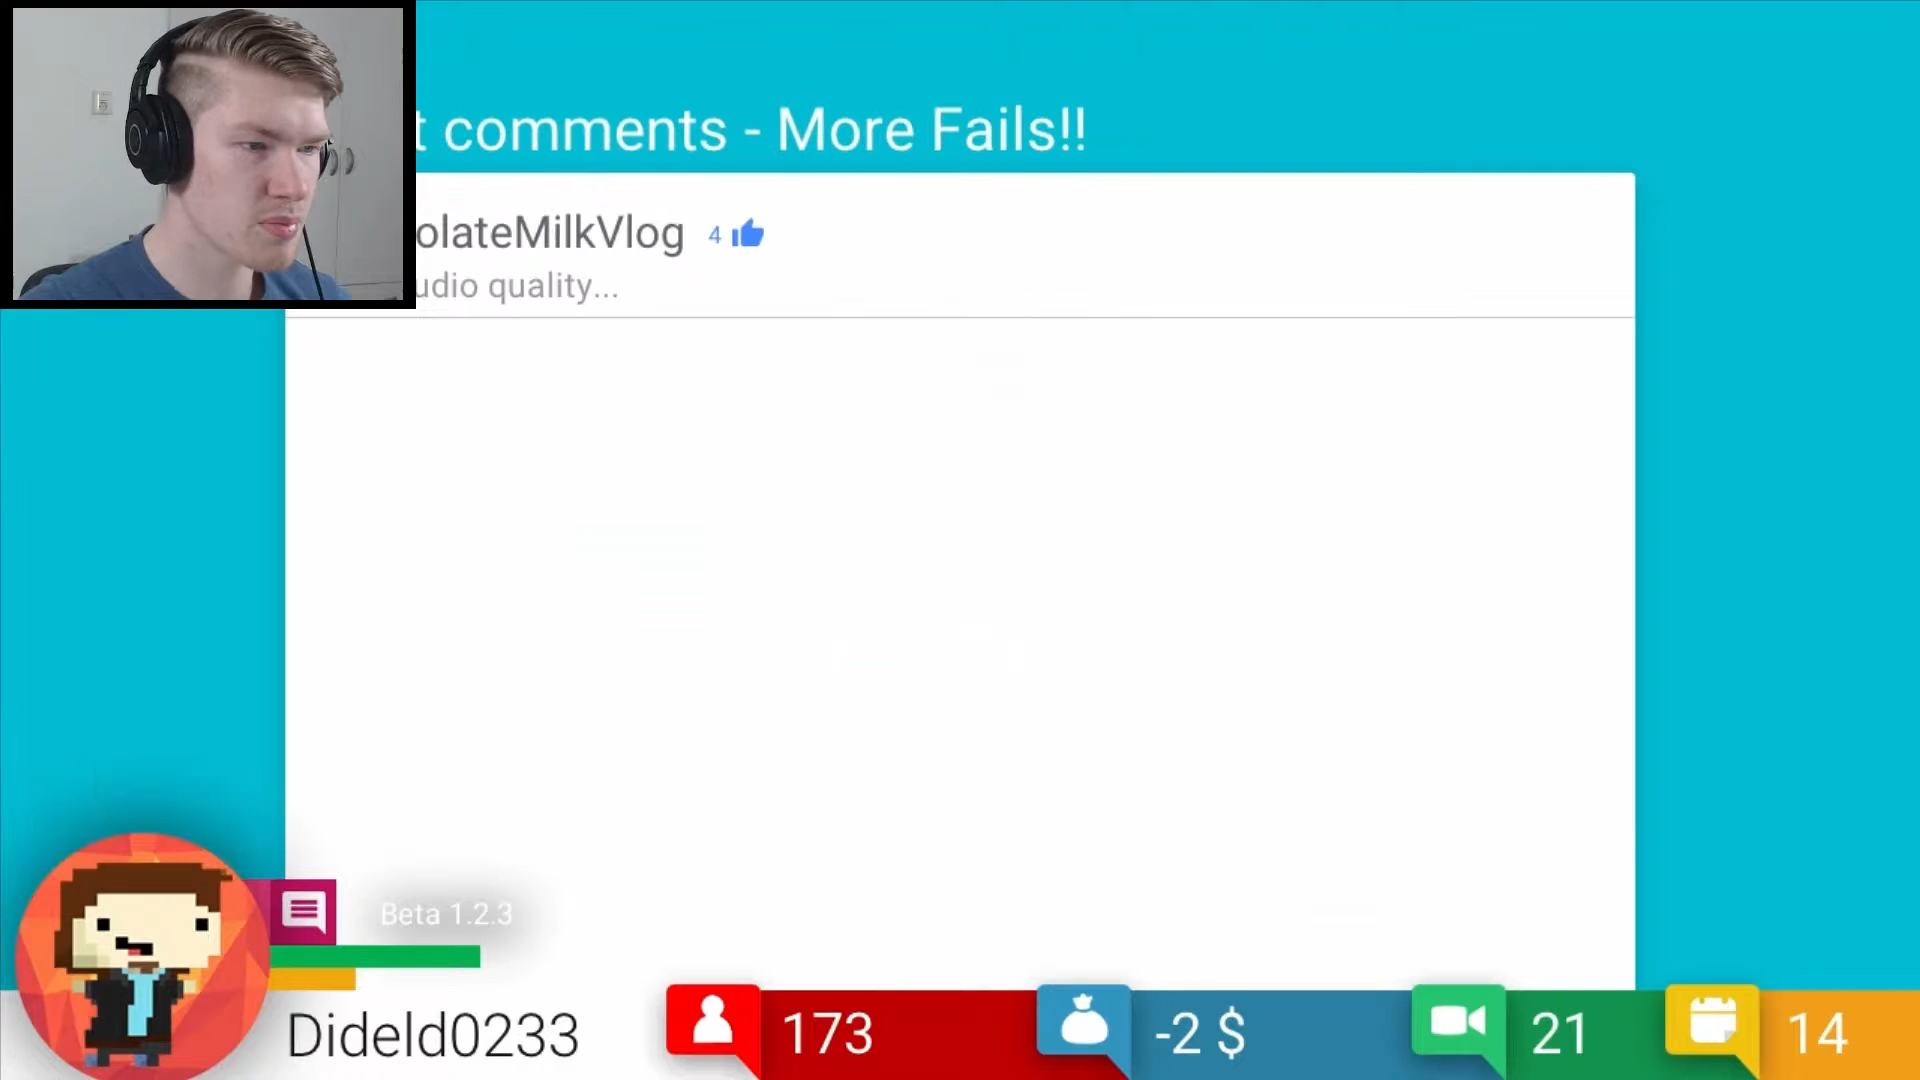 comments - More Fails!!
olateMilkVlog 4
udio quality...
Beta 1.2.3
Dideld0233
173
-2 $
21
14